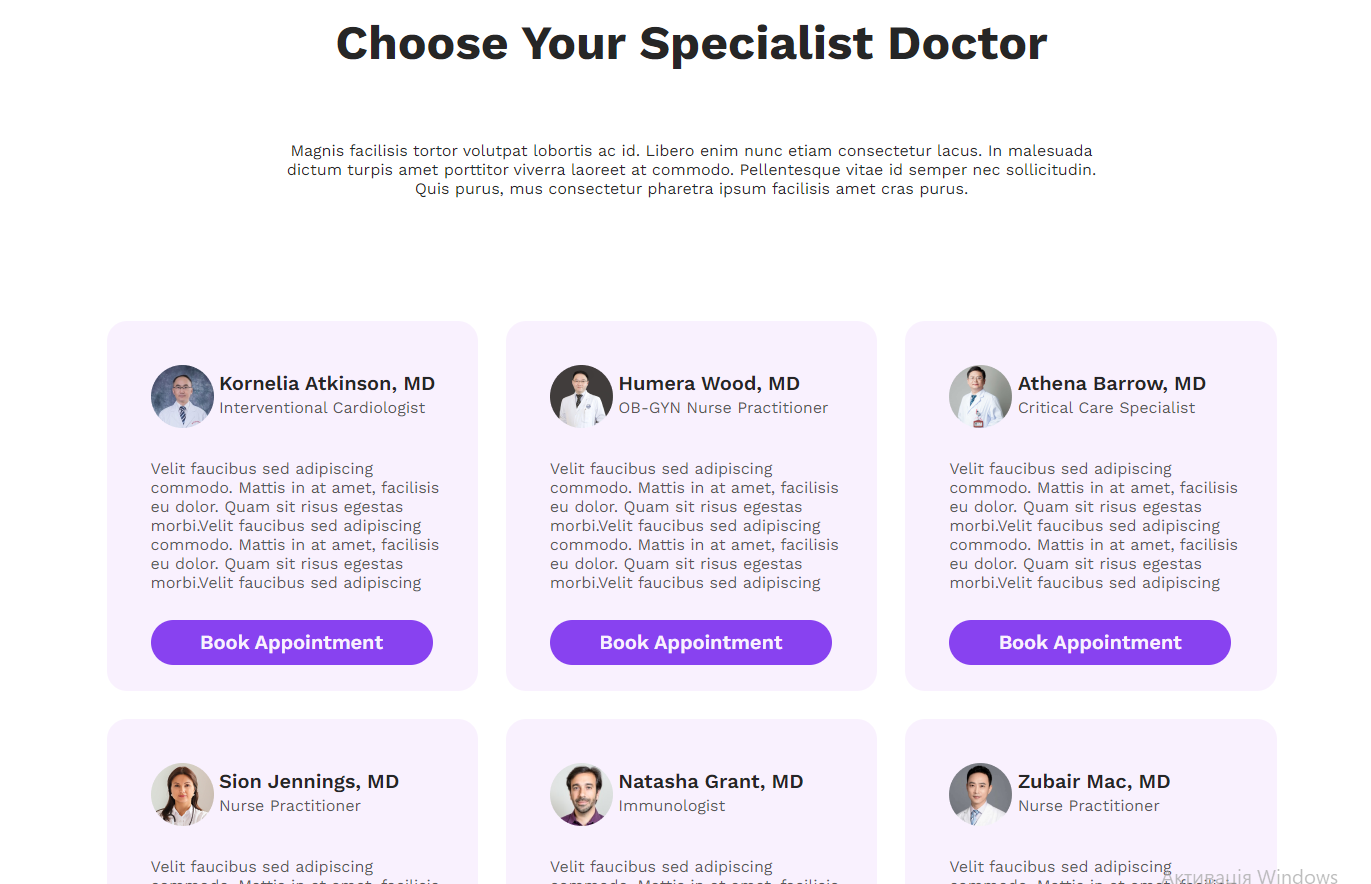 Choose Your Specialist Doctor
Magnis facilisis tortor volutpat lobortis ac id. Libero enim nunc etiam consectetur lacus. In malesuada
dictum turpis amet porttitor viverra laoreet at commodo. Pellentesque vitae id semper nec sollicitudin.
Quis purus, mus consectetur pharetra ipsum facilisis amet cras purus.
Kornelia Atkinson, MD
Interventional Cardiologist
Velit faucibus sed adipiscing
commodo. Mattis in at amet, facilisis
eu dolor. Quam sit risus egestas
morbi.Velit faucibus sed adipiscing
commodo. Mattis in at amet, facilisis
eu dolor. Quam sit risus egestas
morbi.Velit faucibus sed adipiscing
Book Appointment
Humera Wood, MD
OB-GYN Nurse Practitioner
Velit faucibus sed adipiscing
commodo. Mattis in at amet, facilisis
eu dolor. Quam sit risus egestas
morbi.Velit faucibus sed adipiscing
commodo. Mattis in at amet, facilisis
eu dolor. Quam sit risus egestas
morbi.Velit faucibus sed adipiscing
Book Appointment
Athena Barrow, MD
Critical Care Specialist
Velit faucibus sed adipiscing
commodo. Mattis in at amet, facilisis
eu dolor. Quam sit risus egestas
morbi.Velit faucibus sed adipiscing
commodo. Mattis in at amet, facilisis
eu dolor. Quam sit risus egestas
morbi.Velit faucibus sed adipiscing
Book Appointment
Sion Jennings, MD
Nurse Practitioner
Velit faucibus sed adipiscing
Natasha Grant, MD
Immunologist
Velit faucibus sed adipiscing
Zubair Mac, MD
Nurse Practitioner
Velit faucibus sed adipiscing
Активація Windows